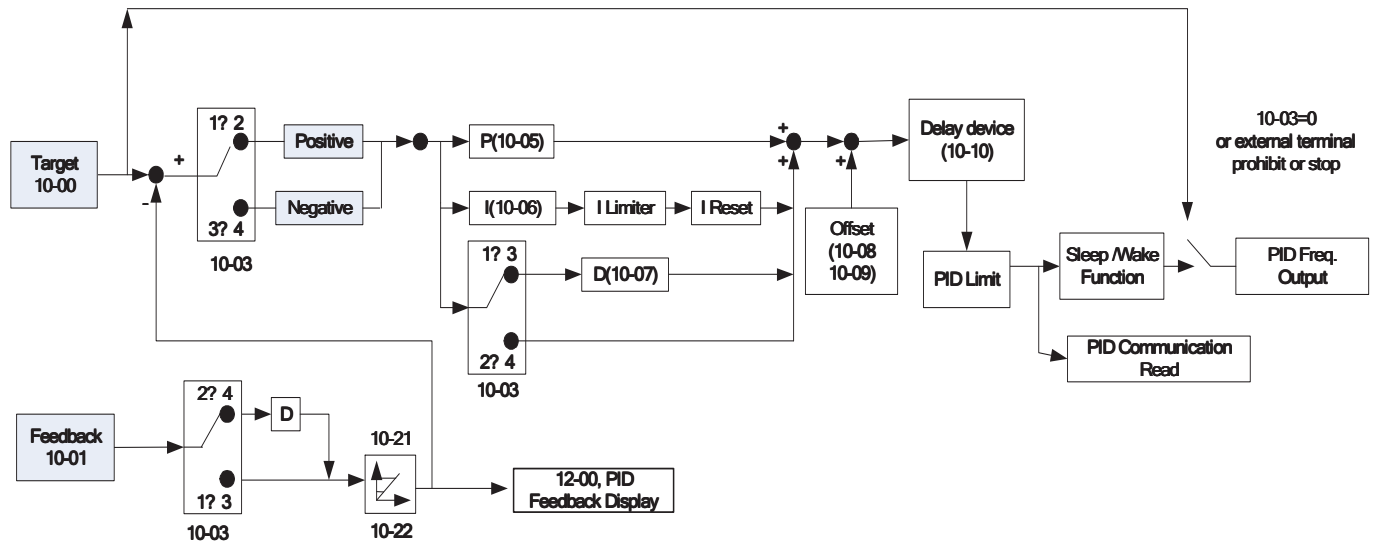 10-03=0
or external terminal
prohibit or stop
Target
10-00
+
-
1? 2
3? 4
10-03
Positive
Negative
P(10-05)
I(10-06)
I Limiter
I Reset
1? 3
2? 4
10-03
D(10-07)
+
+
+
Offset
(10-08
10-09)
Delay device
(10-10)
PID Limit
Sleep /Wake
Function
PID Freq.
Output
PID Communication
Read
Feedback
10-01
2? 4
1? 3
10-03
D
10-21
10-22
12-00, PID
Feedback Display